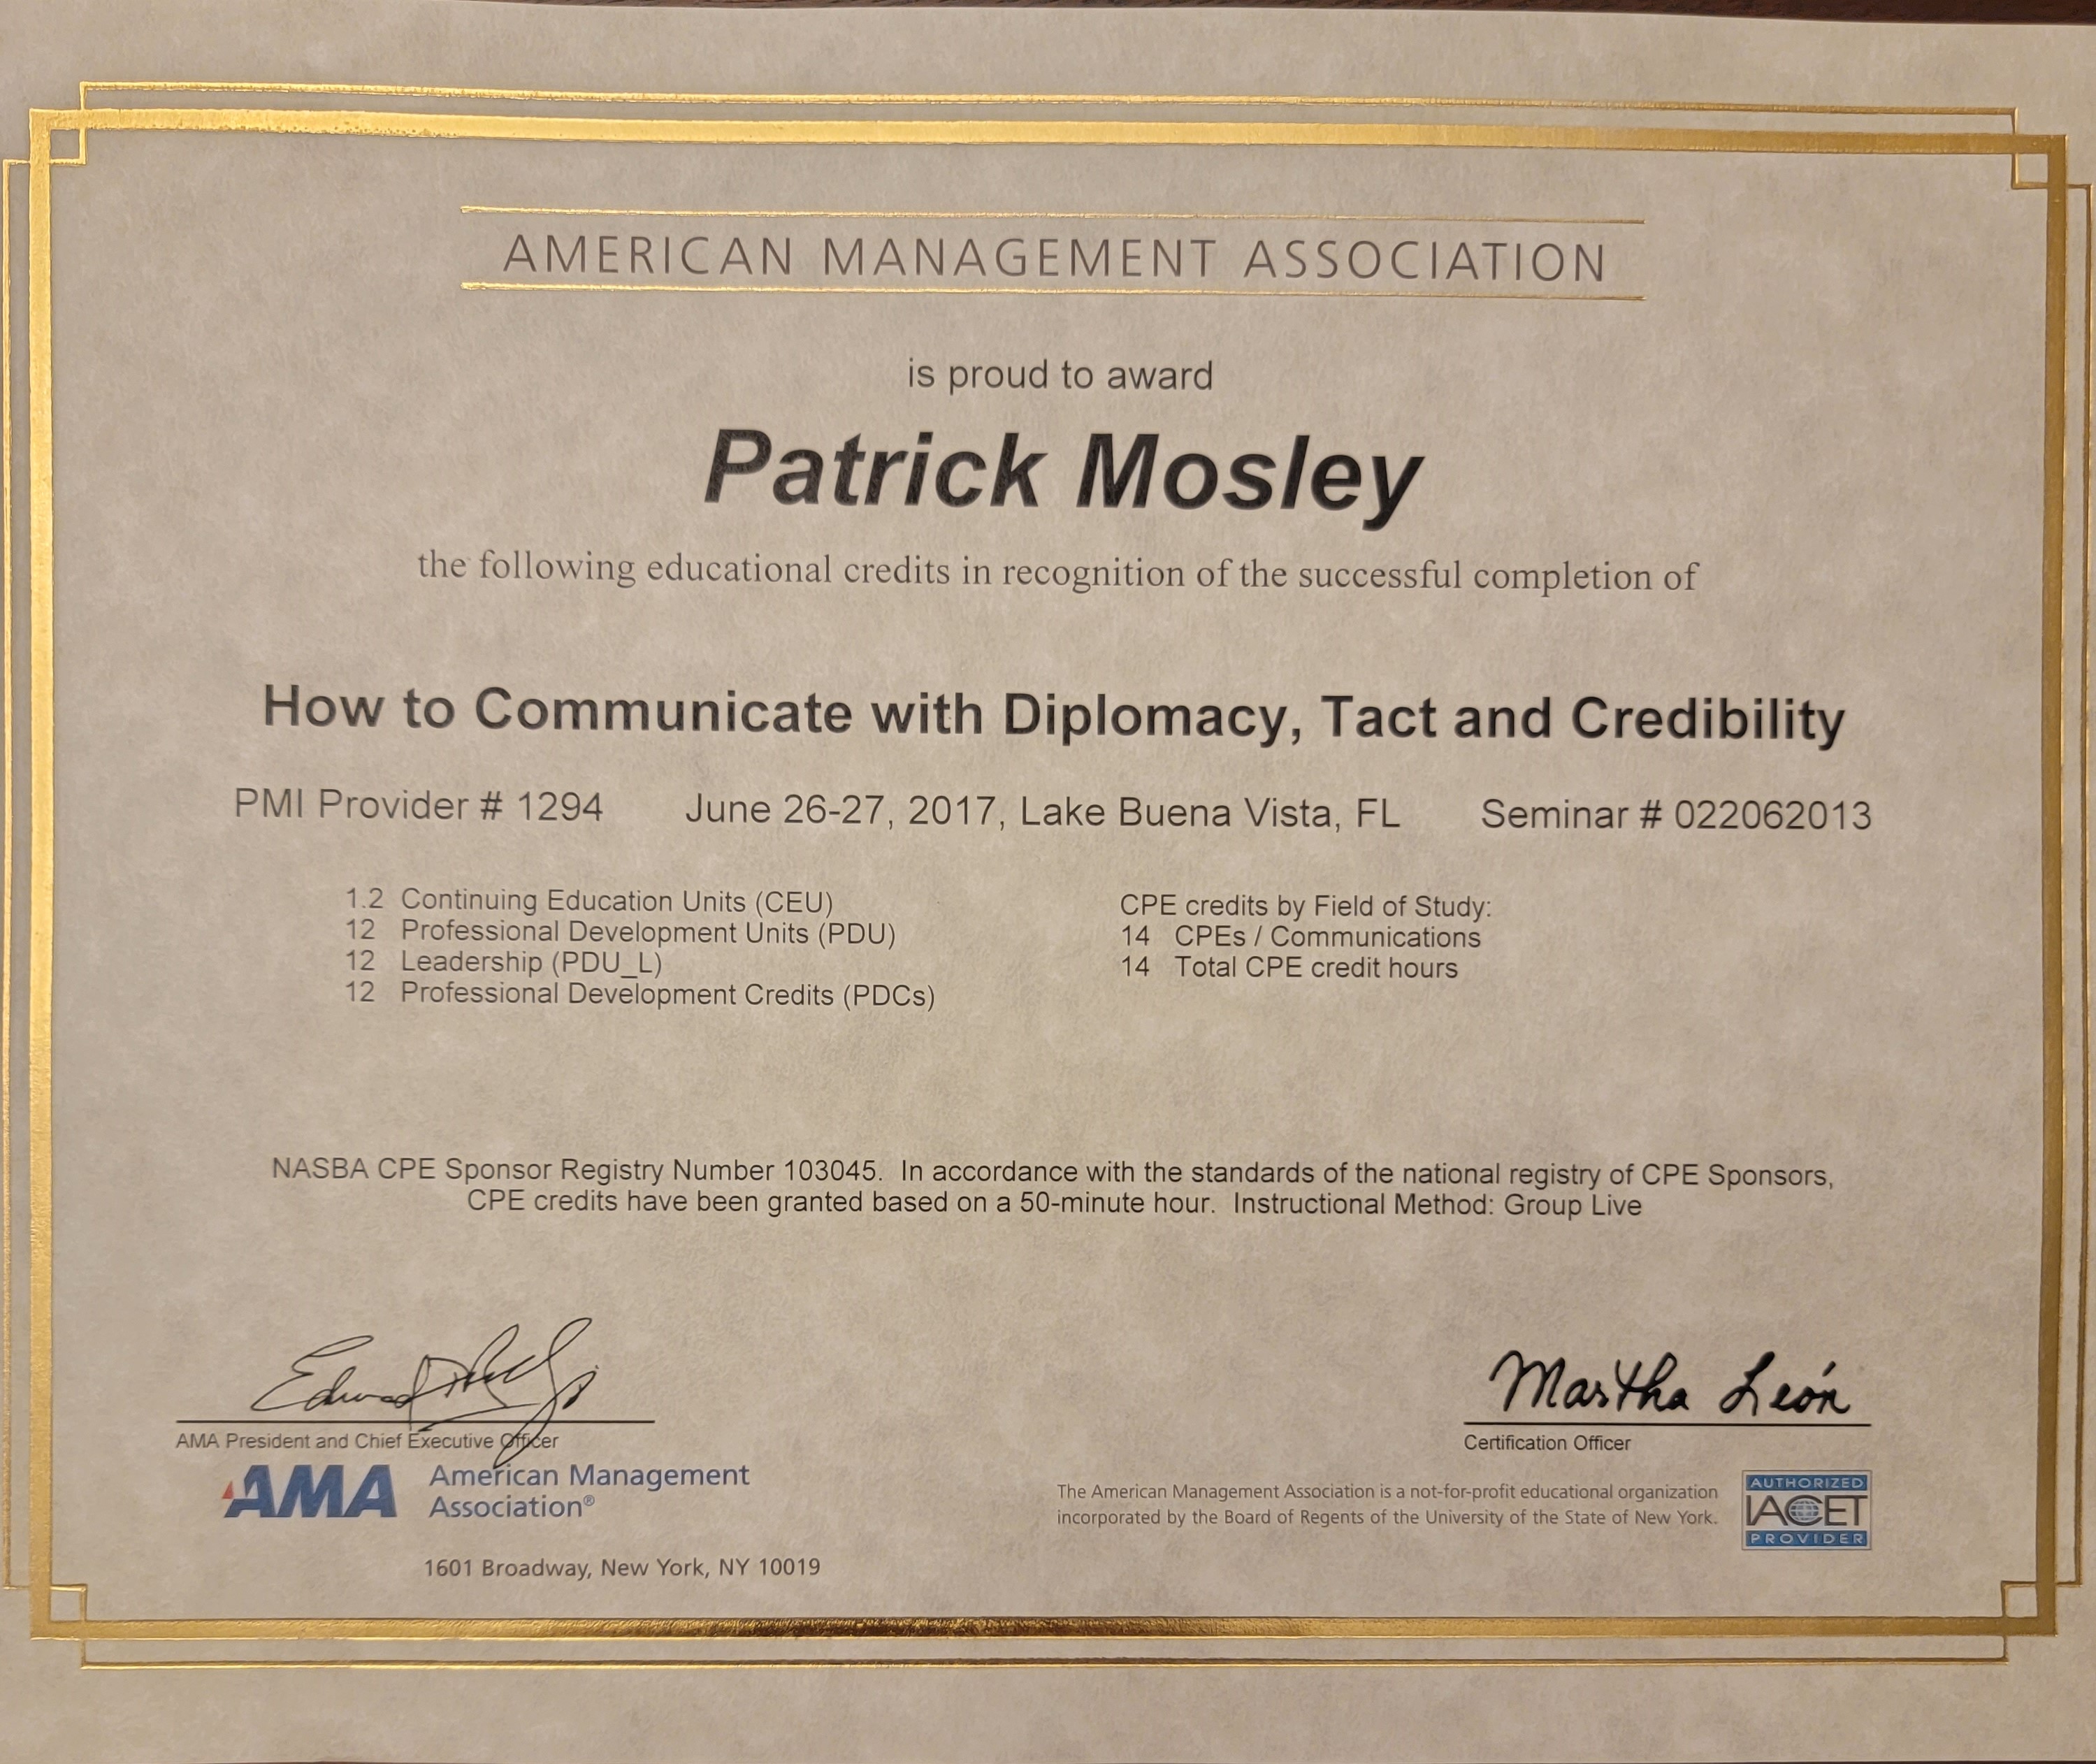 AMERICAN MANAGEMENT ASSOCIATION
is proud to award
Patrick Mosley
the following educational credits in recognition of the successful completion of
How to Communicate with Diplomacy, Tact and Credibility
PMI Provider # 1294 June 26-27, 2017, Lake Buena Vista, FL Seminar # 022062013
1.2 Continuing Education Units (CEU)
12 Professional Development Units (PDU)
12 Leadership (PDU_L)
12 Professional Development Credits (PDCs)
CPE credits by Field of Study:
14 CPEs / Communications
14 Total CPE credit hours
NASBA CPE Sponsor Registry Number 103045. In accordance with the standards of the national registry of CPE Sponsors,
CPE credits have been granted based on a 50-minute hour. Instructional Method: Group Live
Edward
AMA President and Chief Executive Officer
AMA American Management
Association®
1601 Broadway, New York, NY 10019
Martha León
Certification Officer
The American Management Association is a not-for-profit educational organization
incorporated by the Board of Regents of the University of the State of New York.
AUTHORIZED
IACET
PROVIDER